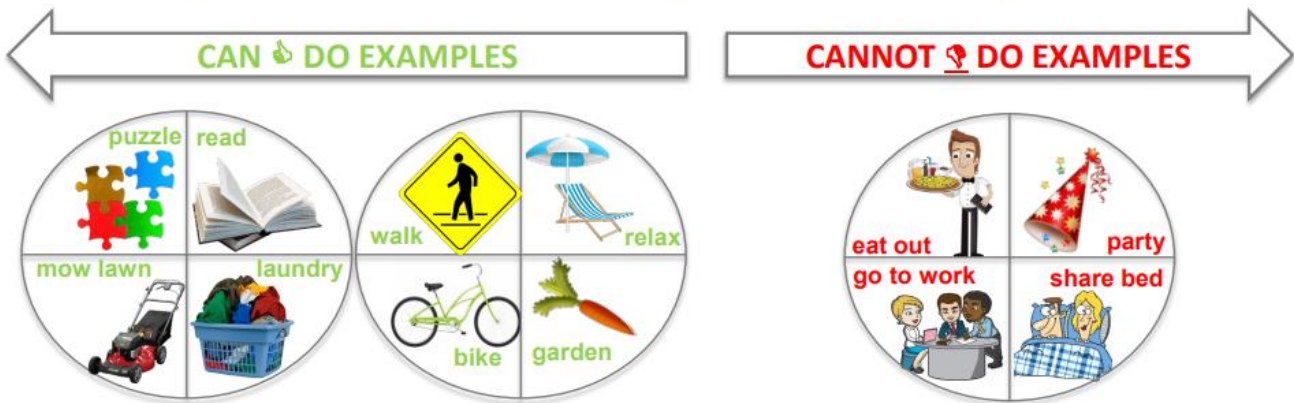 CAN 👍 DO EXAMPLES
CANNOT 👎 DO EXAMPLES
puzzle
read
mow lawn
laundry
walk
relax
bike
garden
eat out
party
go to work
share bed